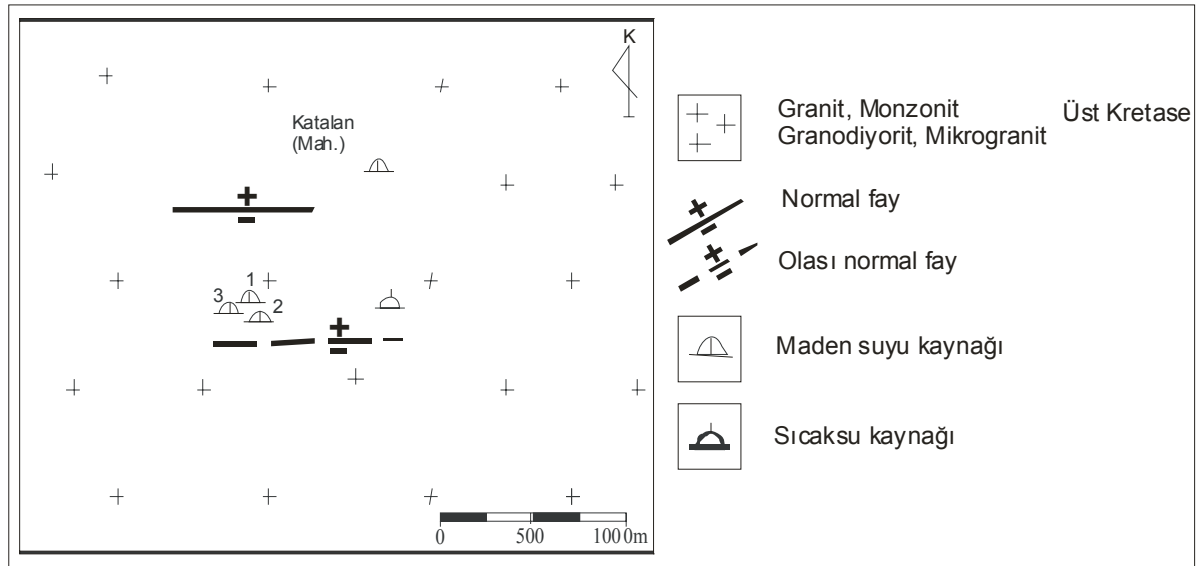 K
Katalan
(Mah.)
1
3
2
0 500 1000m
Granit, Monzonit Üst Kretase
Granodiyorit, Mikrogranit
Normal fay
Olası normal fay
Maden suyu kaynağı
Sıcaksu kaynağı